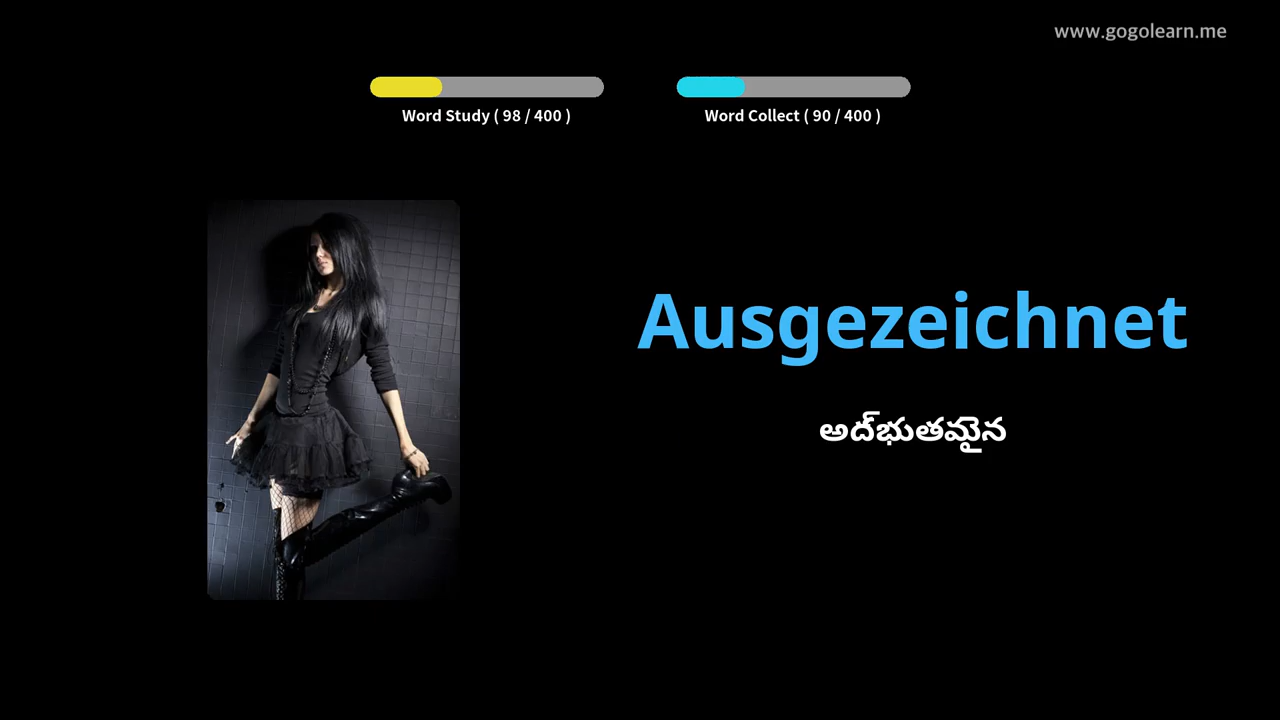 www.gogolearn.me
Word Study ( 98 / 400 )
Word Collect ( 90 / 400 )
Ausgezeichnet
అద్‌భుతమైన